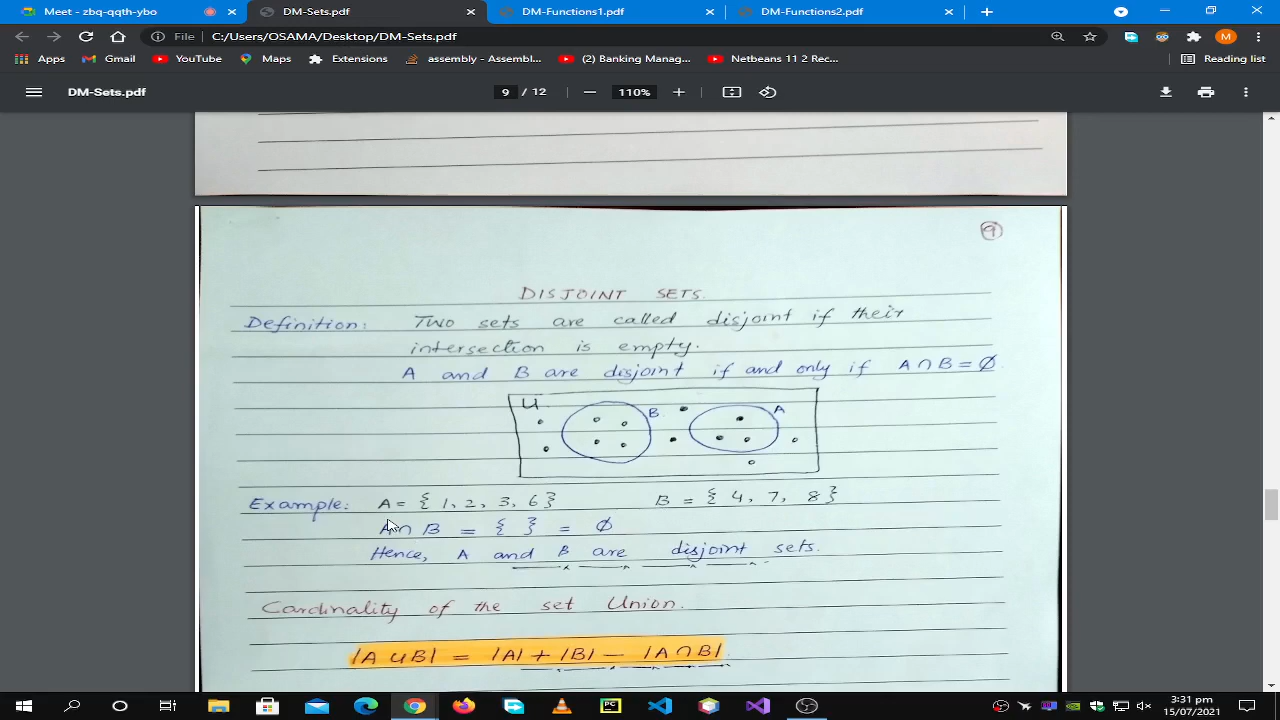 Meet - zbq-qqth-ybo
DM-Sets.pdf
DM-Functions1.pdf
DM-Functions2.pdf
File
C:/Users/OSAMA/Desktop/DM-Sets.pdf
Apps
Gmail
YouTube
Maps
Extensions
assembly - Assembl...
(2) Banking Manag...
Netbeans 11 2 Rec...
Reading list
DM-Sets.pdf
9 / 12
110%
9
DISJOINT SETS.
Definition: Two sets are called disjoint if their
intersection is empty.
A and B are disjoint if and only if A ∩ B = ∅
U B A
Example: A = { 1, 2, 3, 6 } B = { 4, 7, 8 }
A ∩ B = { } = ∅
Hence, A and B are disjoint sets.
Cardinality of the set Union.
|A ∪ B| = |A| + |B| − |A ∩ B|.
3:31 pm
15/07/2021